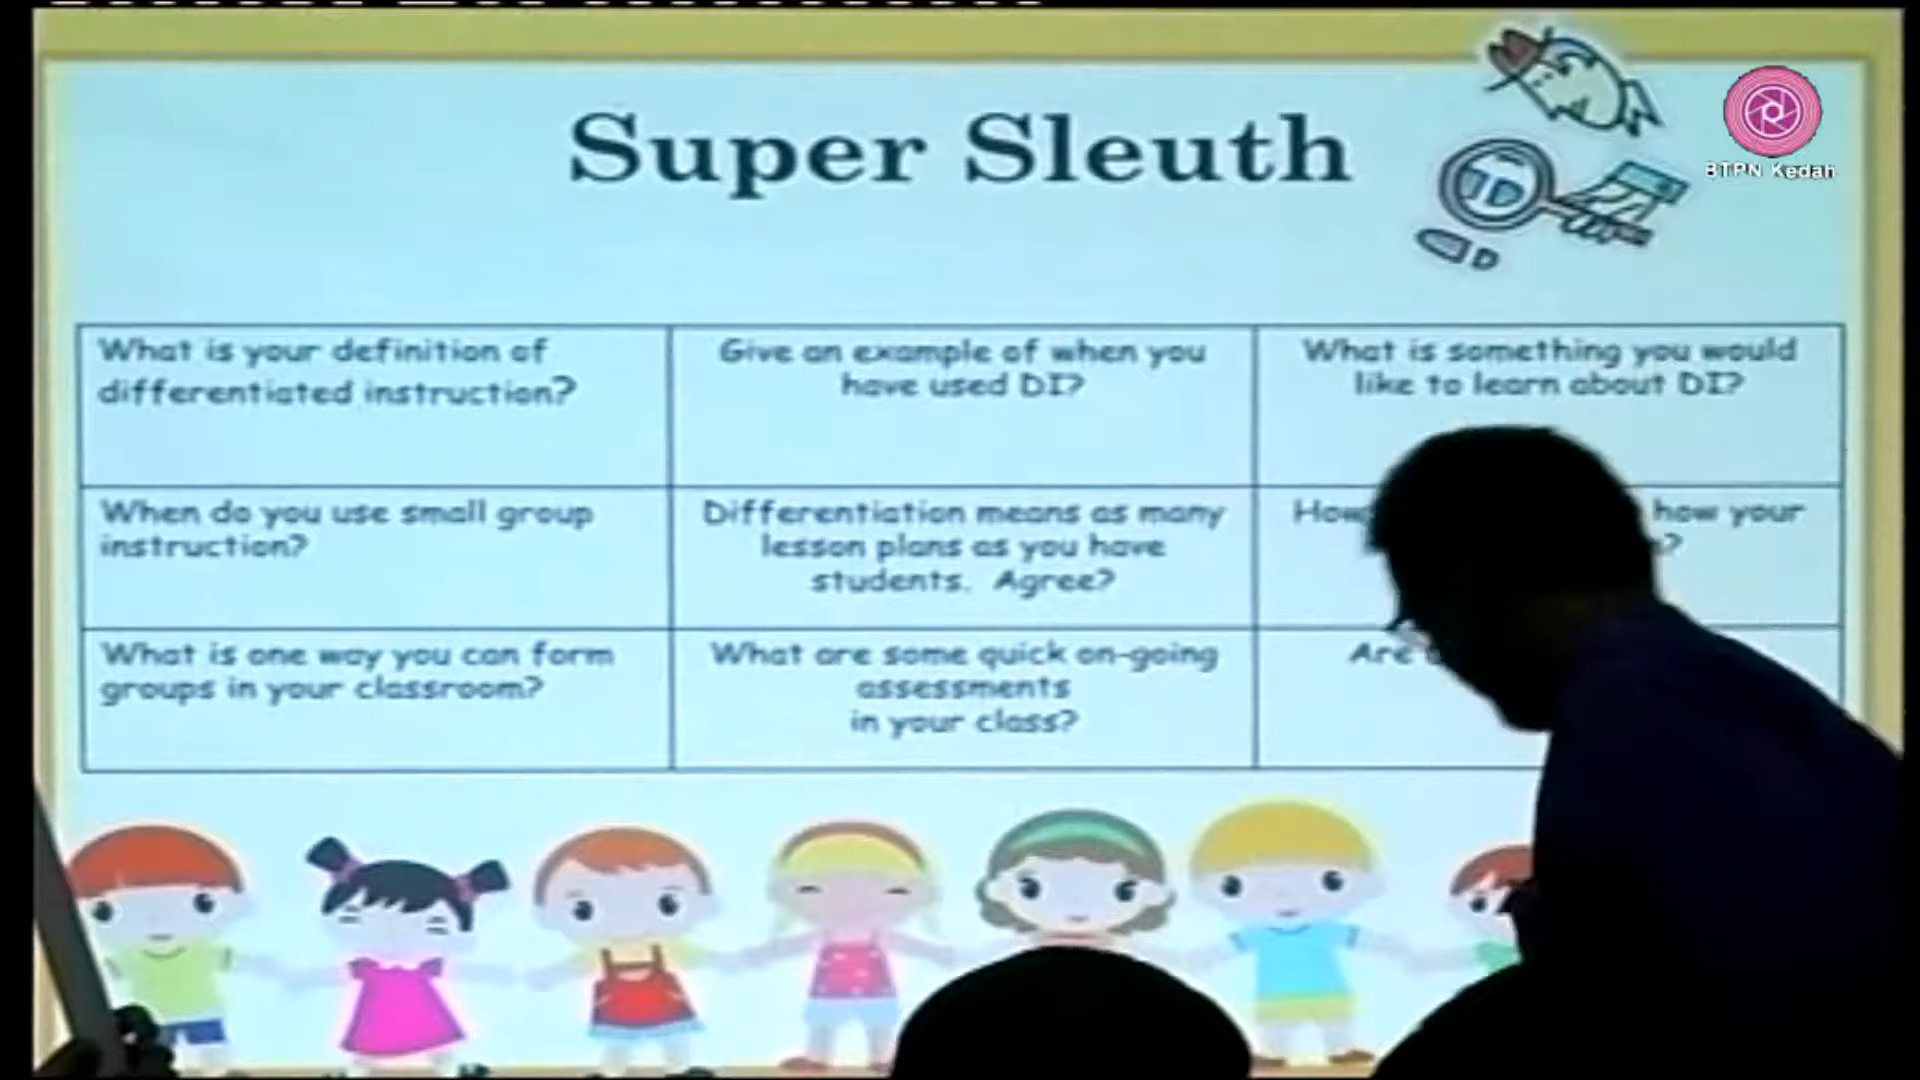 Super Sleuth
BTPN Kedah
What is your definition of
differentiated instruction?
Give an example of when you
have used DI?
What is something you would
like to learn about DI?
When do you use small group
instruction?
Differentiation means as many
lesson plans as you have
students. Agree?
How how your
?
What is one way you can form
groups in your classroom?
What are some quick on-going
assessments
in your class?
Are